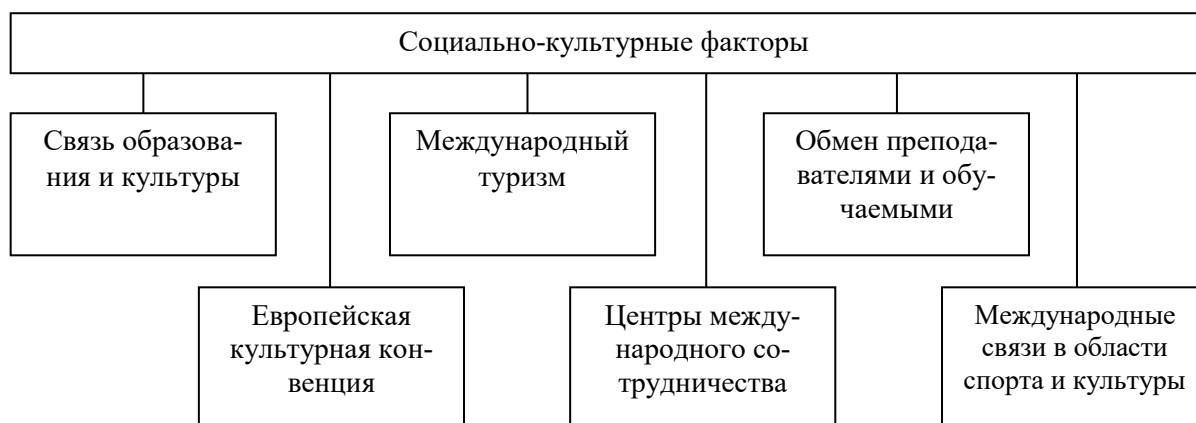 Социально-культурные факторы
Связь образова-
ния и культуры
Международный
туризм
Обмен препода-
вателями и обу-
чаемыми
Европейская
культурная кон-
венция
Центры между-
народного со-
трудничества
Международные
связи в области
спорта и культуры